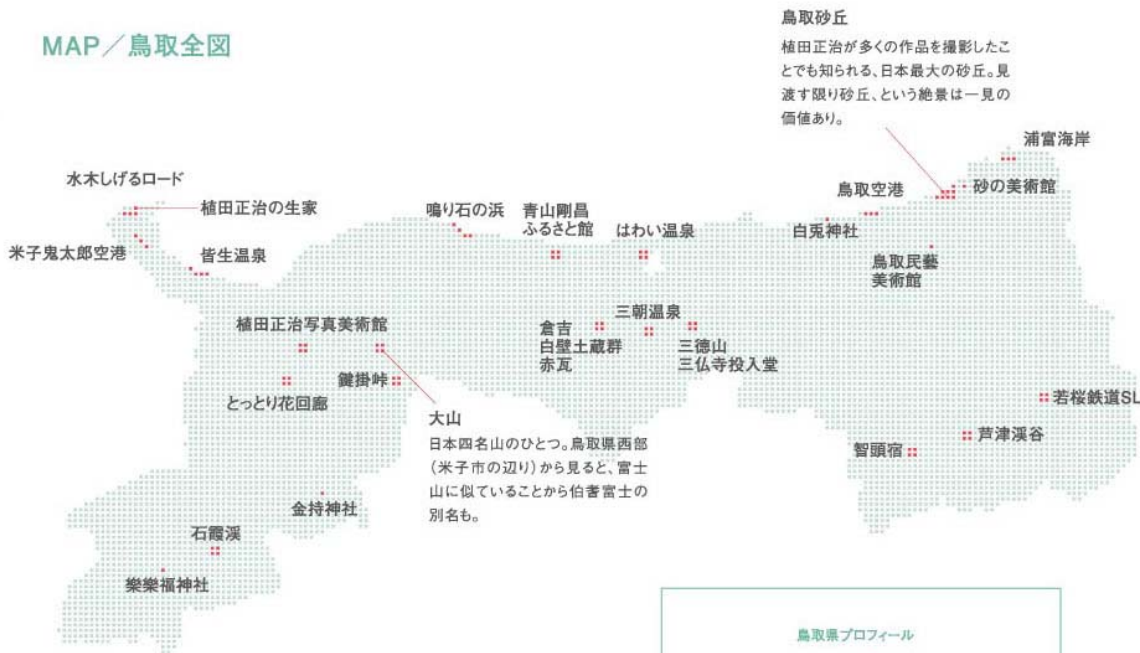 MAP／鳥取全図
鳥取砂丘
植田正治が多くの作品を撮影したこ
とでも知られる、日本最大の砂丘。見
渡す限り砂丘、という絶景は一見の
価値あり。
浦富海岸
水木しげるロード
植田正治の生家
鳴り石の浜
青山剛昌
ふるさと館
はわい温泉
鳥取空港
砂の美術館
白兎神社
米子鬼太郎空港
皆生温泉
鳥取民藝
美術館
植田正治写真美術館
三朝温泉
倉吉
白壁土蔵群
赤瓦
三徳山
三仏寺投入堂
とっとり花回廊
鍵掛峠
若桜鉄道SL
大山
日本四名山のひとつ。鳥取県西部
（米子市の辺り）から見ると、富士
山に似ていることから伯耆富士の
別名も。
芦津渓谷
智頭宿
金持神社
石霞渓
樂樂福神社
鳥取県プロフィール